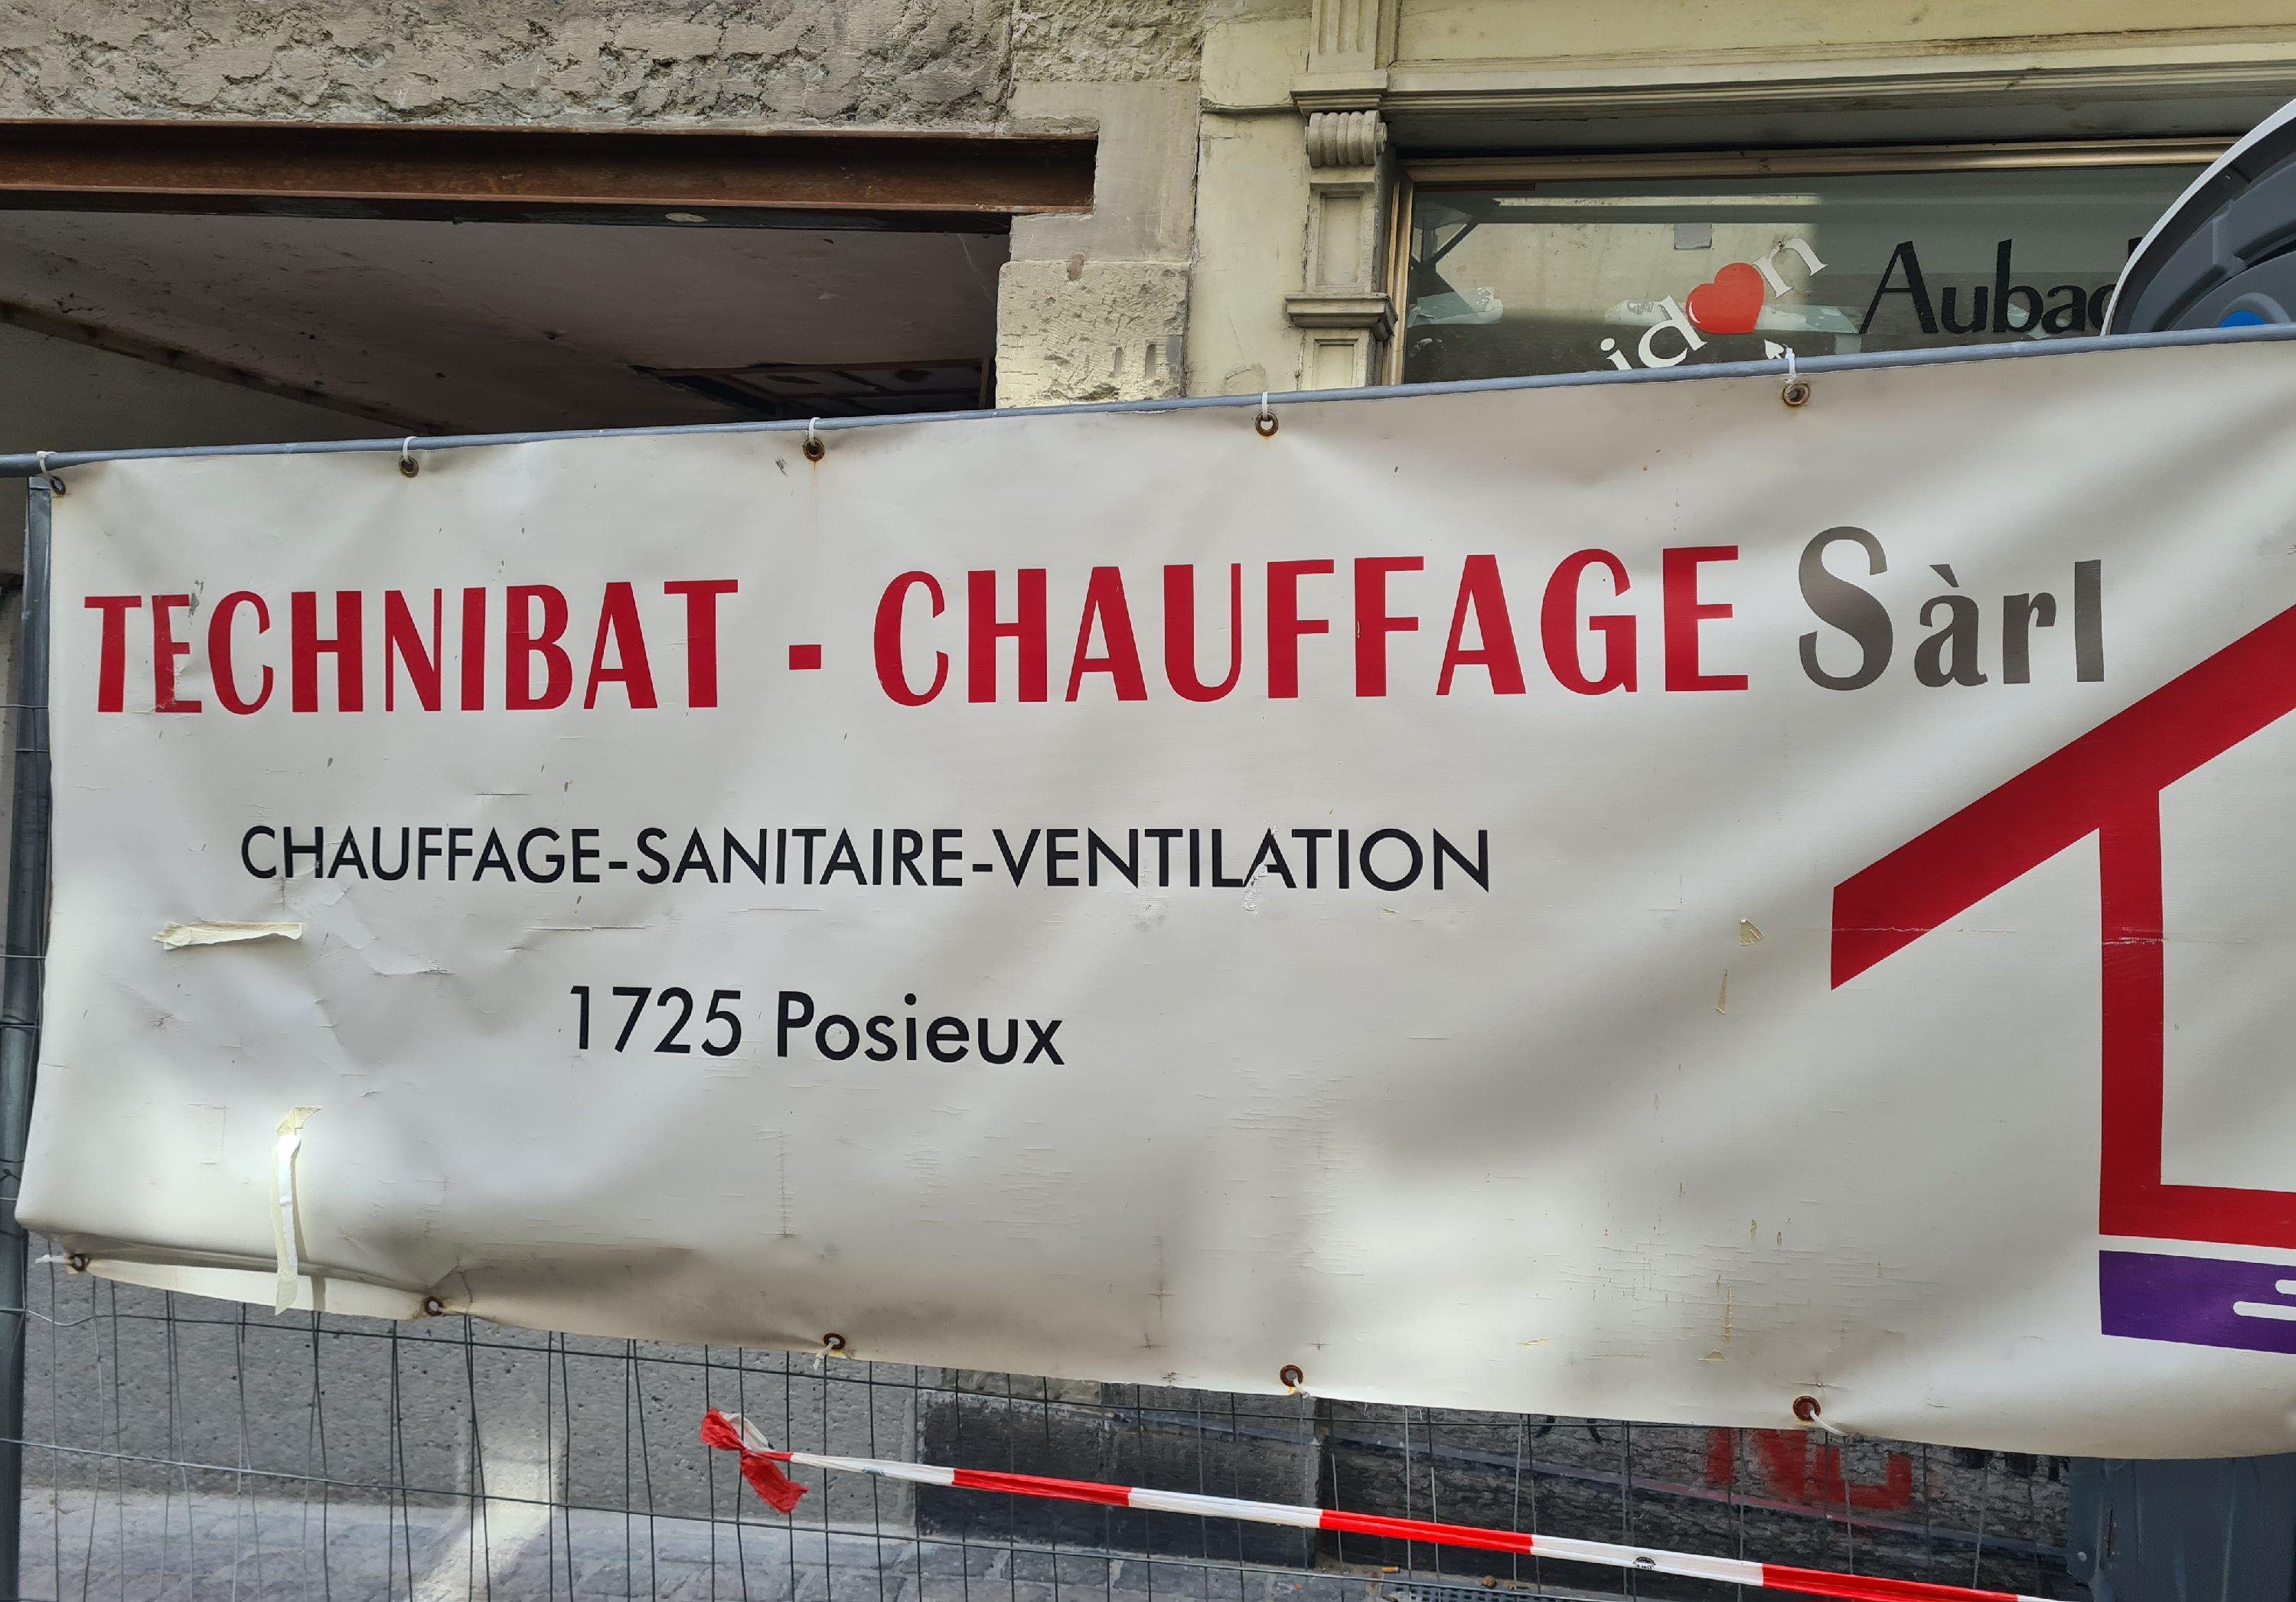 TECHNIBAT - CHAUFFAGE Sàrl
CHAUFFAGE-SANITAIRE-VENTILATION
1725 Posieux